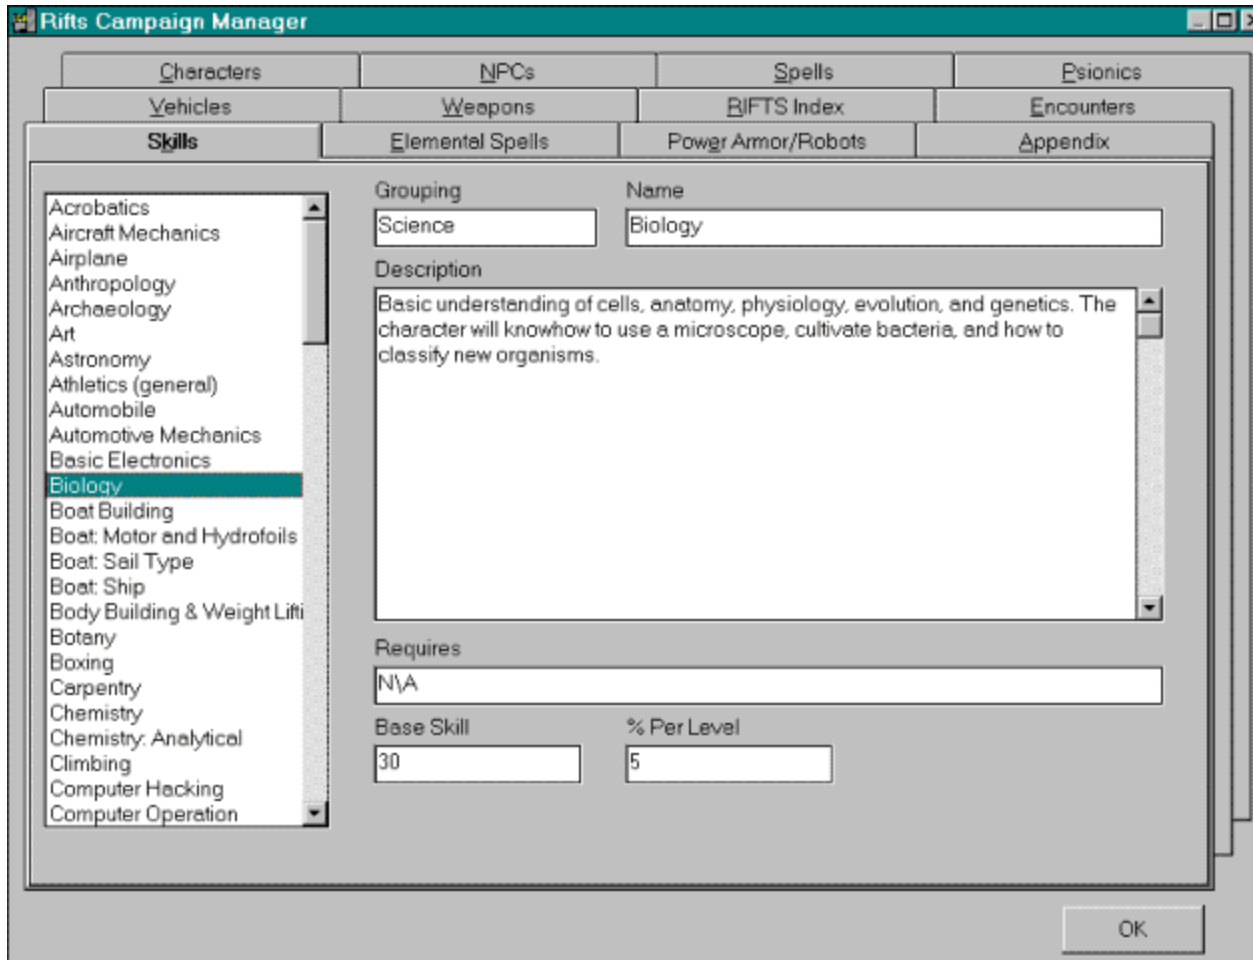 Rifts Campaign Manager
Characters NPCs Spells Psionics
Vehicles Weapons RIFTS Index Encounters
Skills Elemental Spells Power Armor/Robots Appendix
Acrobatics
Aircraft Mechanics
Airplane
Anthropology
Archaeology
Art
Astronomy
Athletics (general)
Automobile
Automotive Mechanics
Basic Electronics
Biology
Boat Building
Boat: Motor and Hydrofoils
Boat: Sail Type
Boat: Ship
Body Building & Weight Lifti
Botany
Boxing
Carpentry
Chemistry
Chemistry: Analytical
Climbing
Computer Hacking
Computer Operation
Grouping Name
Science Biology
Description
Basic understanding of cells, anatomy, physiology, evolution, and genetics. The
character will knowhow to use a microscope, cultivate bacteria, and how to
classify new organisms.
Requires
N\A
Base Skill % Per Level
30 5
OK